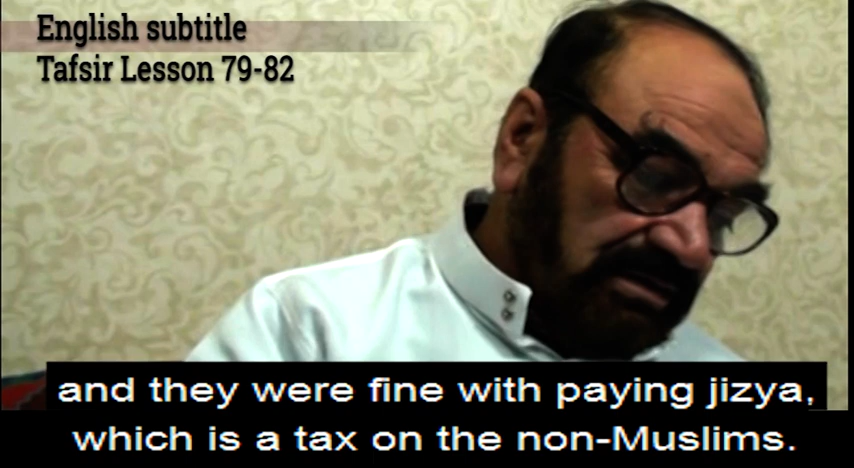 English subtitle
Tafsir Lesson 79-82
and they were fine with paying jizya,
which is a tax on the non-Muslims.